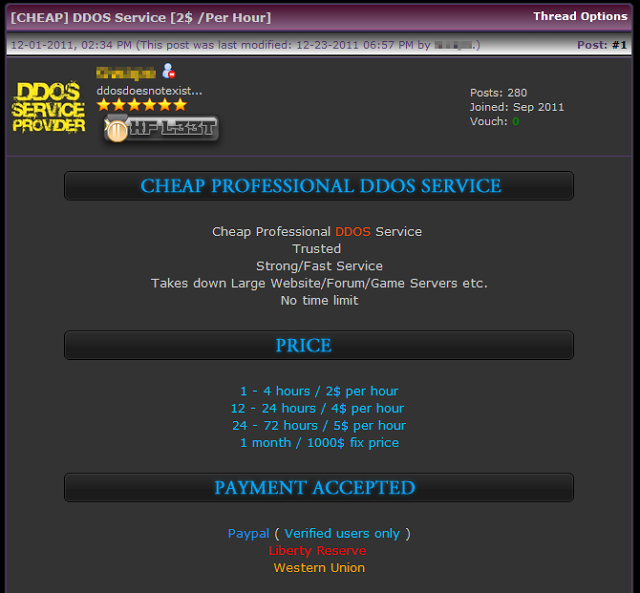 [CHEAP] DDOS Service [2$ /Per Hour]
Thread Options
12-01-2011, 02:34 PM (This post was last modified: 12-23-2011 06:57 PM by .)
Post: #1
DDOS
SERVICE
PROVIDER
ddosdoesnotexist...
HF L33T
Posts: 280
Joined: Sep 2011
Vouch: 0
CHEAP PROFESSIONAL DDOS SERVICE
Cheap Professional DDOS Service
Trusted
Strong/Fast Service
Takes down Large Website/Forum/Game Servers etc.
No time limit
PRICE
1 - 4 hours / 2$ per hour
12 - 24 hours / 4$ per hour
24 - 72 hours / 5$ per hour
1 month / 1000$ fix price
PAYMENT ACCEPTED
Paypal ( Verified users only )
Liberty Reserve
Western Union